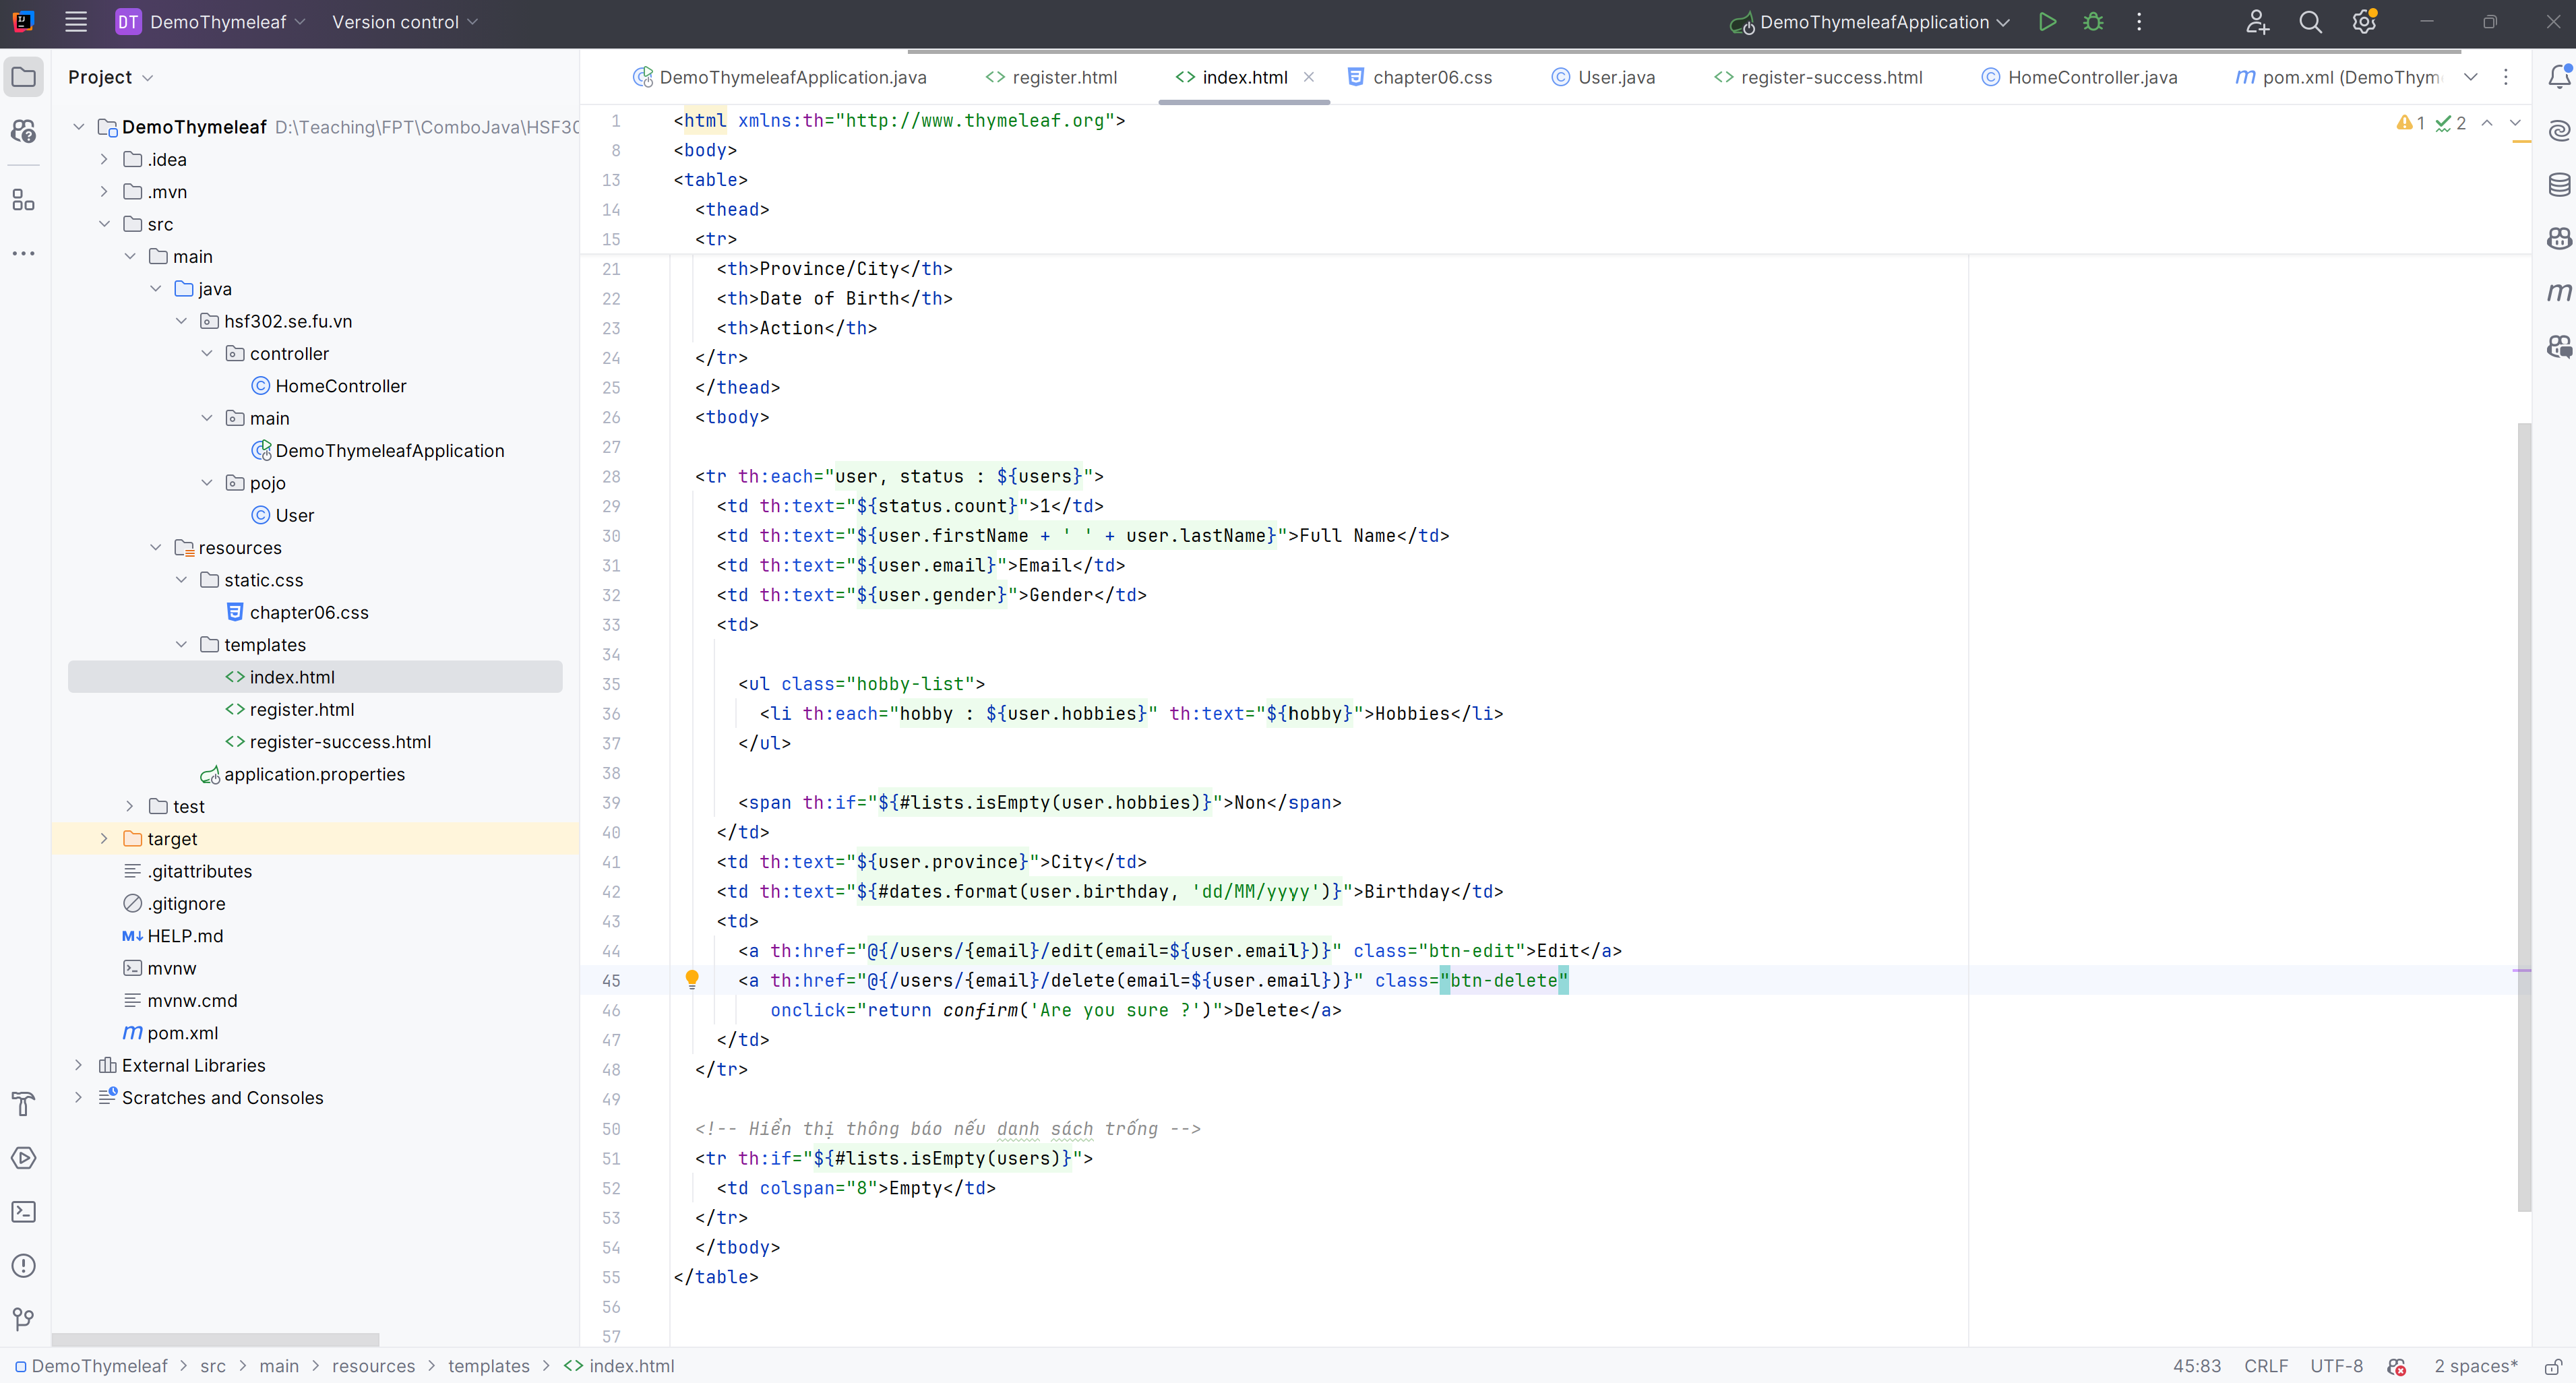 DT DemoThymeleaf Version control DemoThymeleafApplication
Project
DemoThymeleafApplication.java register.html index.html chapter06.css User.java register-success.html HomeController.java pom.xml (DemoThym
DemoThymeleaf D:\Teaching\FPT\ComboJava\HSF30
.idea
.mvn
src
main
java
hsf302.se.fu.vn
controller
HomeController
main
DemoThymeleafApplication
pojo
User
resources
static.css
chapter06.css
templates
index.html
register.html
register-success.html
application.properties
test
target
.gitattributes
.gitignore
HELP.md
mvnw
mvnw.cmd
pom.xml
External Libraries
Scratches and Consoles
1 <html xmlns:th="http://www.thymeleaf.org"> 1 2
8 <body>
13 <table>
14 <thead>
15 <tr>
21 <th>Province/City</th>
22 <th>Date of Birth</th>
23 <th>Action</th>
24 </tr>
25 </thead>
26 <tbody>
27
28 <tr th:each="user, status : ${users}">
29 <td th:text="${status.count}">1</td>
30 <td th:text="${user.firstName + ' ' + user.lastName}">Full Name</td>
31 <td th:text="${user.email}">Email</td>
32 <td th:text="${user.gender}">Gender</td>
33 <td>
34
35 <ul class="hobby-list">
36 <li th:each="hobby : ${user.hobbies}" th:text="${hobby}">Hobbies</li>
37 </ul>
38
39 <span th:if="${#lists.isEmpty(user.hobbies)}">Non</span>
40 </td>
41 <td th:text="${user.province}">City</td>
42 <td th:text="${#dates.format(user.birthday, 'dd/MM/yyyy')}">Birthday</td>
43 <td>
44 <a th:href="@{/users/{email}/edit(email=${user.email})}" class="btn-edit">Edit</a>
45 <a th:href="@{/users/{email}/delete(email=${user.email})}" class="btn-delete"
46 onclick="return confirm('Are you sure ?')">Delete</a>
47 </td>
48 </tr>
49
50 <!-- Hiển thị thông báo nếu danh sách trống -->
51 <tr th:if="${#lists.isEmpty(users)}">
52 <td colspan="8">Empty</td>
53 </tr>
54 </tbody>
55 </table>
56
57
DemoThymeleaf > src > main > resources > templates > index.html 45:83 CRLF UTF-8 2 spaces*